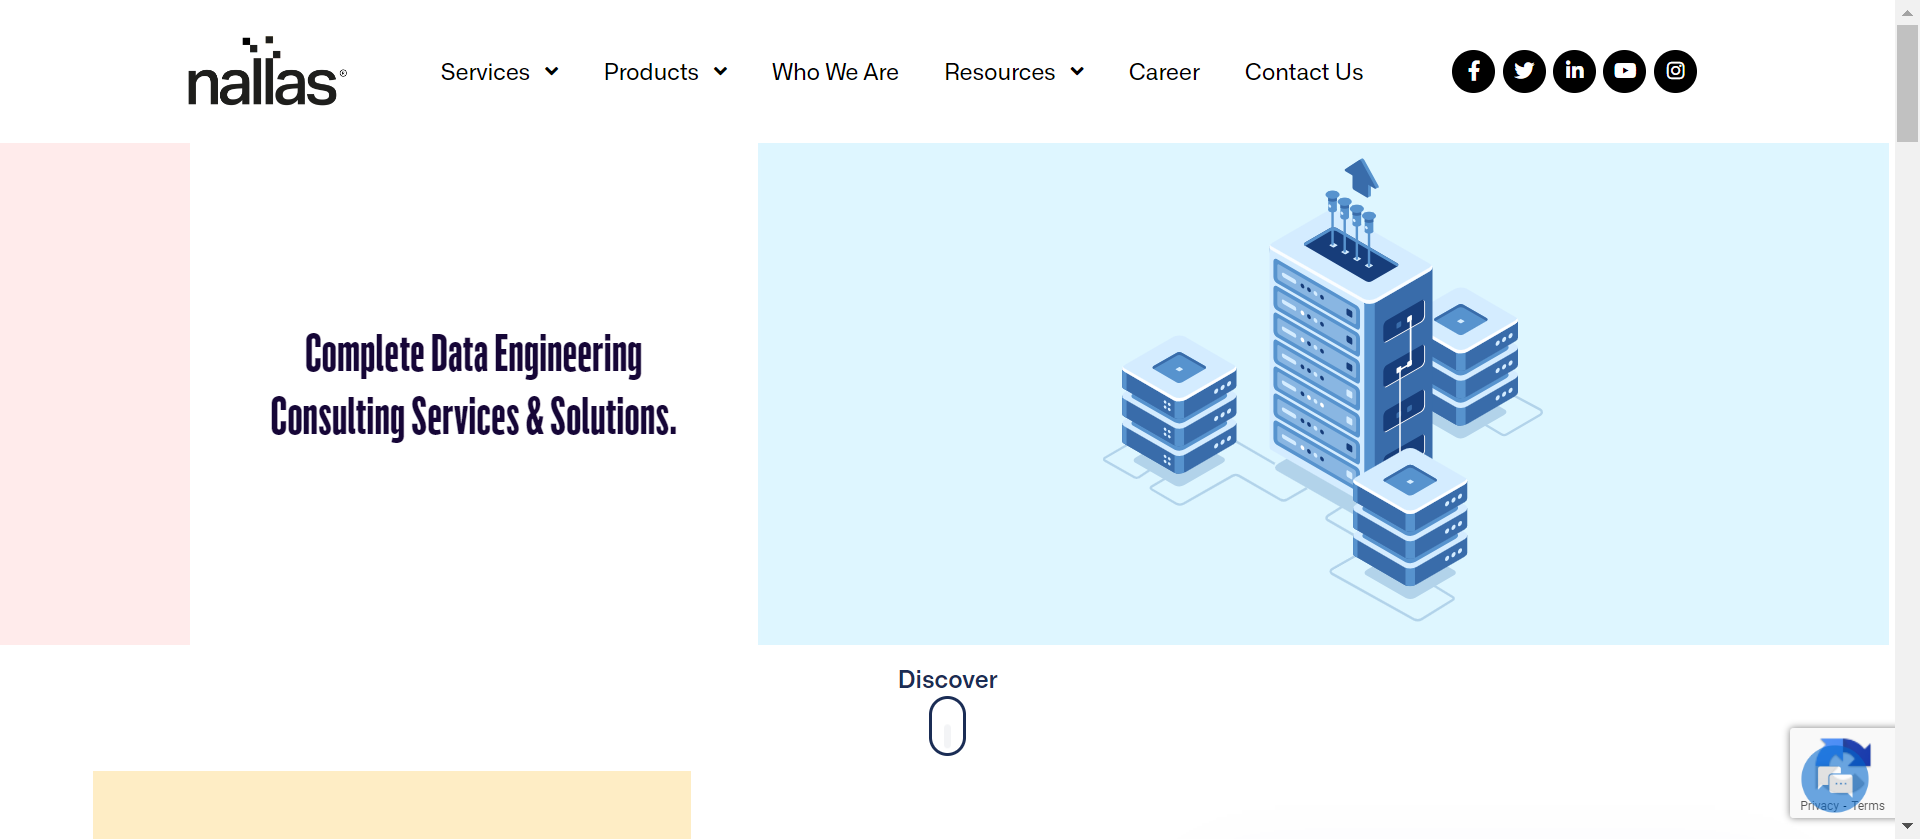 nallas®
Services
Products
Who We Are
Resources
Career
Contact Us
Complete Data Engineering
Consulting Services & Solutions.
Discover
Privacy - Terms